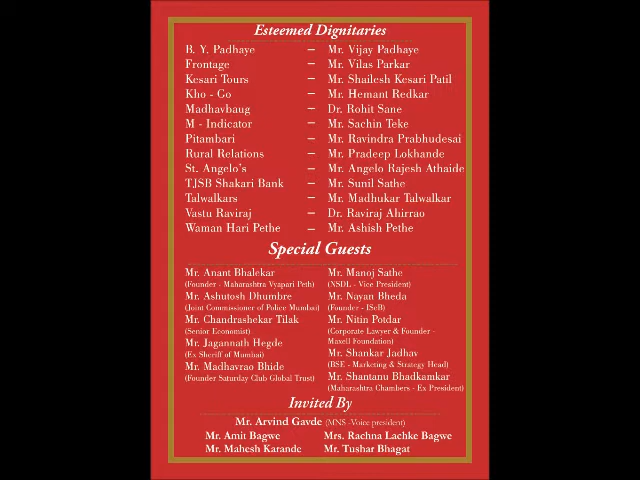 Esteemed Dignitaries
B. Y. Padhaye – Mr. Vijay Padhaye
Frontage – Mr. Vilas Parkar
Kesari Tours – Mr. Shailesh Kesari Patil
Kho - Go – Mr. Hemant Redkar
Madhavbaug – Dr. Rohit Sane
M - Indicator – Mr. Sachin Teke
Pitambari – Mr. Ravindra Prabhudesai
Rural Relations – Mr. Pradeep Lokhande
St. Angelo's – Mr. Angelo Rajesh Athaide
TJSB Shakari Bank – Mr. Sunil Sathe
Talwalkars – Mr. Madhukar Talwalkar
Vastu Raviraj – Dr. Raviraj Ahirrao
Waman Hari Pethe – Mr. Ashish Pethe
Special Guests
Mr. Anant Bhalekar
(Founder - Maharashtra Vyapari Peth)
Mr. Ashutosh Dhumbre
(Joint Commissioner of Police Mumbai)
Mr. Chandrashekar Tilak
(Senior Economist)
Mr. Jagannath Hegde
(Ex Sheriff of Mumbai)
Mr. Madhavrao Bhide
(Founder Saturday Club Global Trust)
Mr. Manoj Sathe
(NSDL - Vice President)
Mr. Nayan Bheda
(Founder - ISeB)
Mr. Nitin Potdar
(Corporate Lawyer & Founder -
Maxell Foundation)
Mr. Shankar Jadhav
(BSE - Marketing & Strategy Head)
Mr. Shantanu Bhadkamkar
(Maharashtra Chambers - Ex President)
Invited By
Mr. Arvind Gavde (MNS -Voice president)
Mr. Amit Bagwe Mrs. Rachna Lachke Bagwe
Mr. Mahesh Karande Mr. Tushar Bhagat